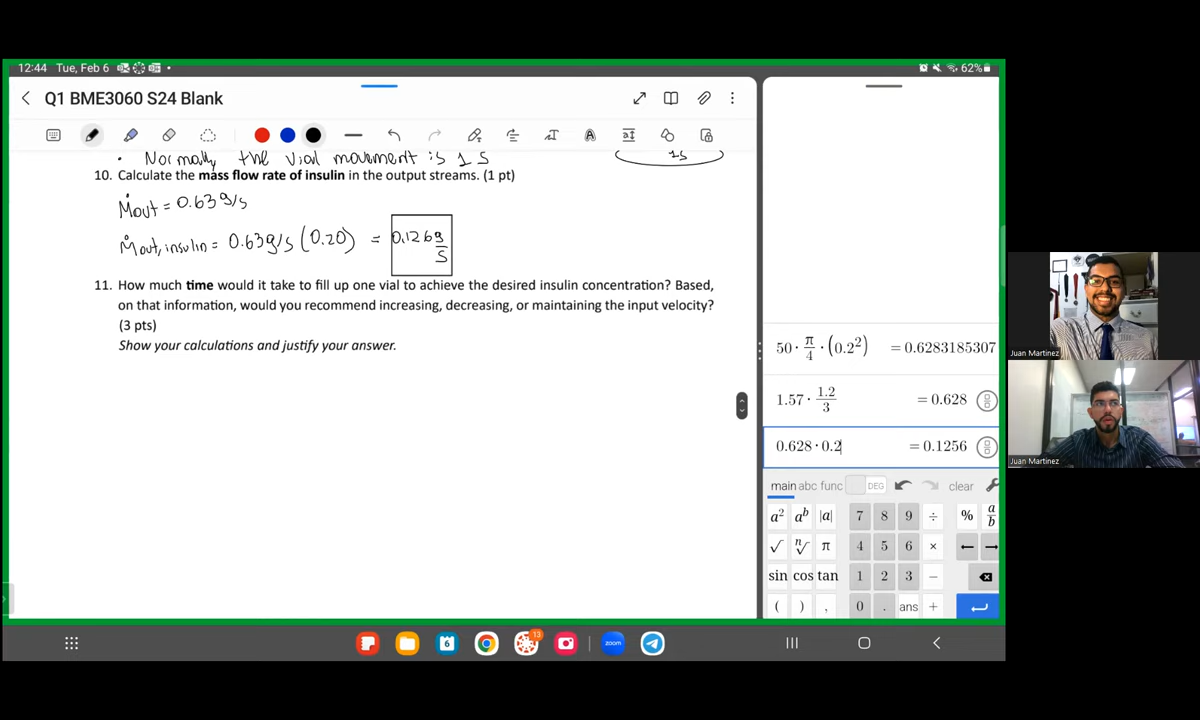 12:44 Tue, Feb 6
62%
Q1 BME3060 S24 Blank
• Normally the vial movement is 1 s
1s
10. Calculate the mass flow rate of insulin in the output streams. (1 pt)
ṁout = 0.63 g/s
ṁout, insulin = 0.63 g/s (0.20) = 0.126 g/s
11. How much time would it take to fill up one vial to achieve the desired insulin concentration? Based,
on that information, would you recommend increasing, decreasing, or maintaining the input velocity?
(3 pts)
Show your calculations and justify your answer.
50 · π/4 · (0.2²) = 0.6283185307
1.57 · 1.2/3 = 0.628
0.628 · 0.2 = 0.1256
main abc func DEG clear
a² aᵇ |a| 7 8 9 ÷ % a/b
√ ⁿ√ π 4 5 6 × ← →
sin cos tan 1 2 3 −
( ) , 0 . ans +
6 13 zoom
Juan Martinez
Juan Martinez